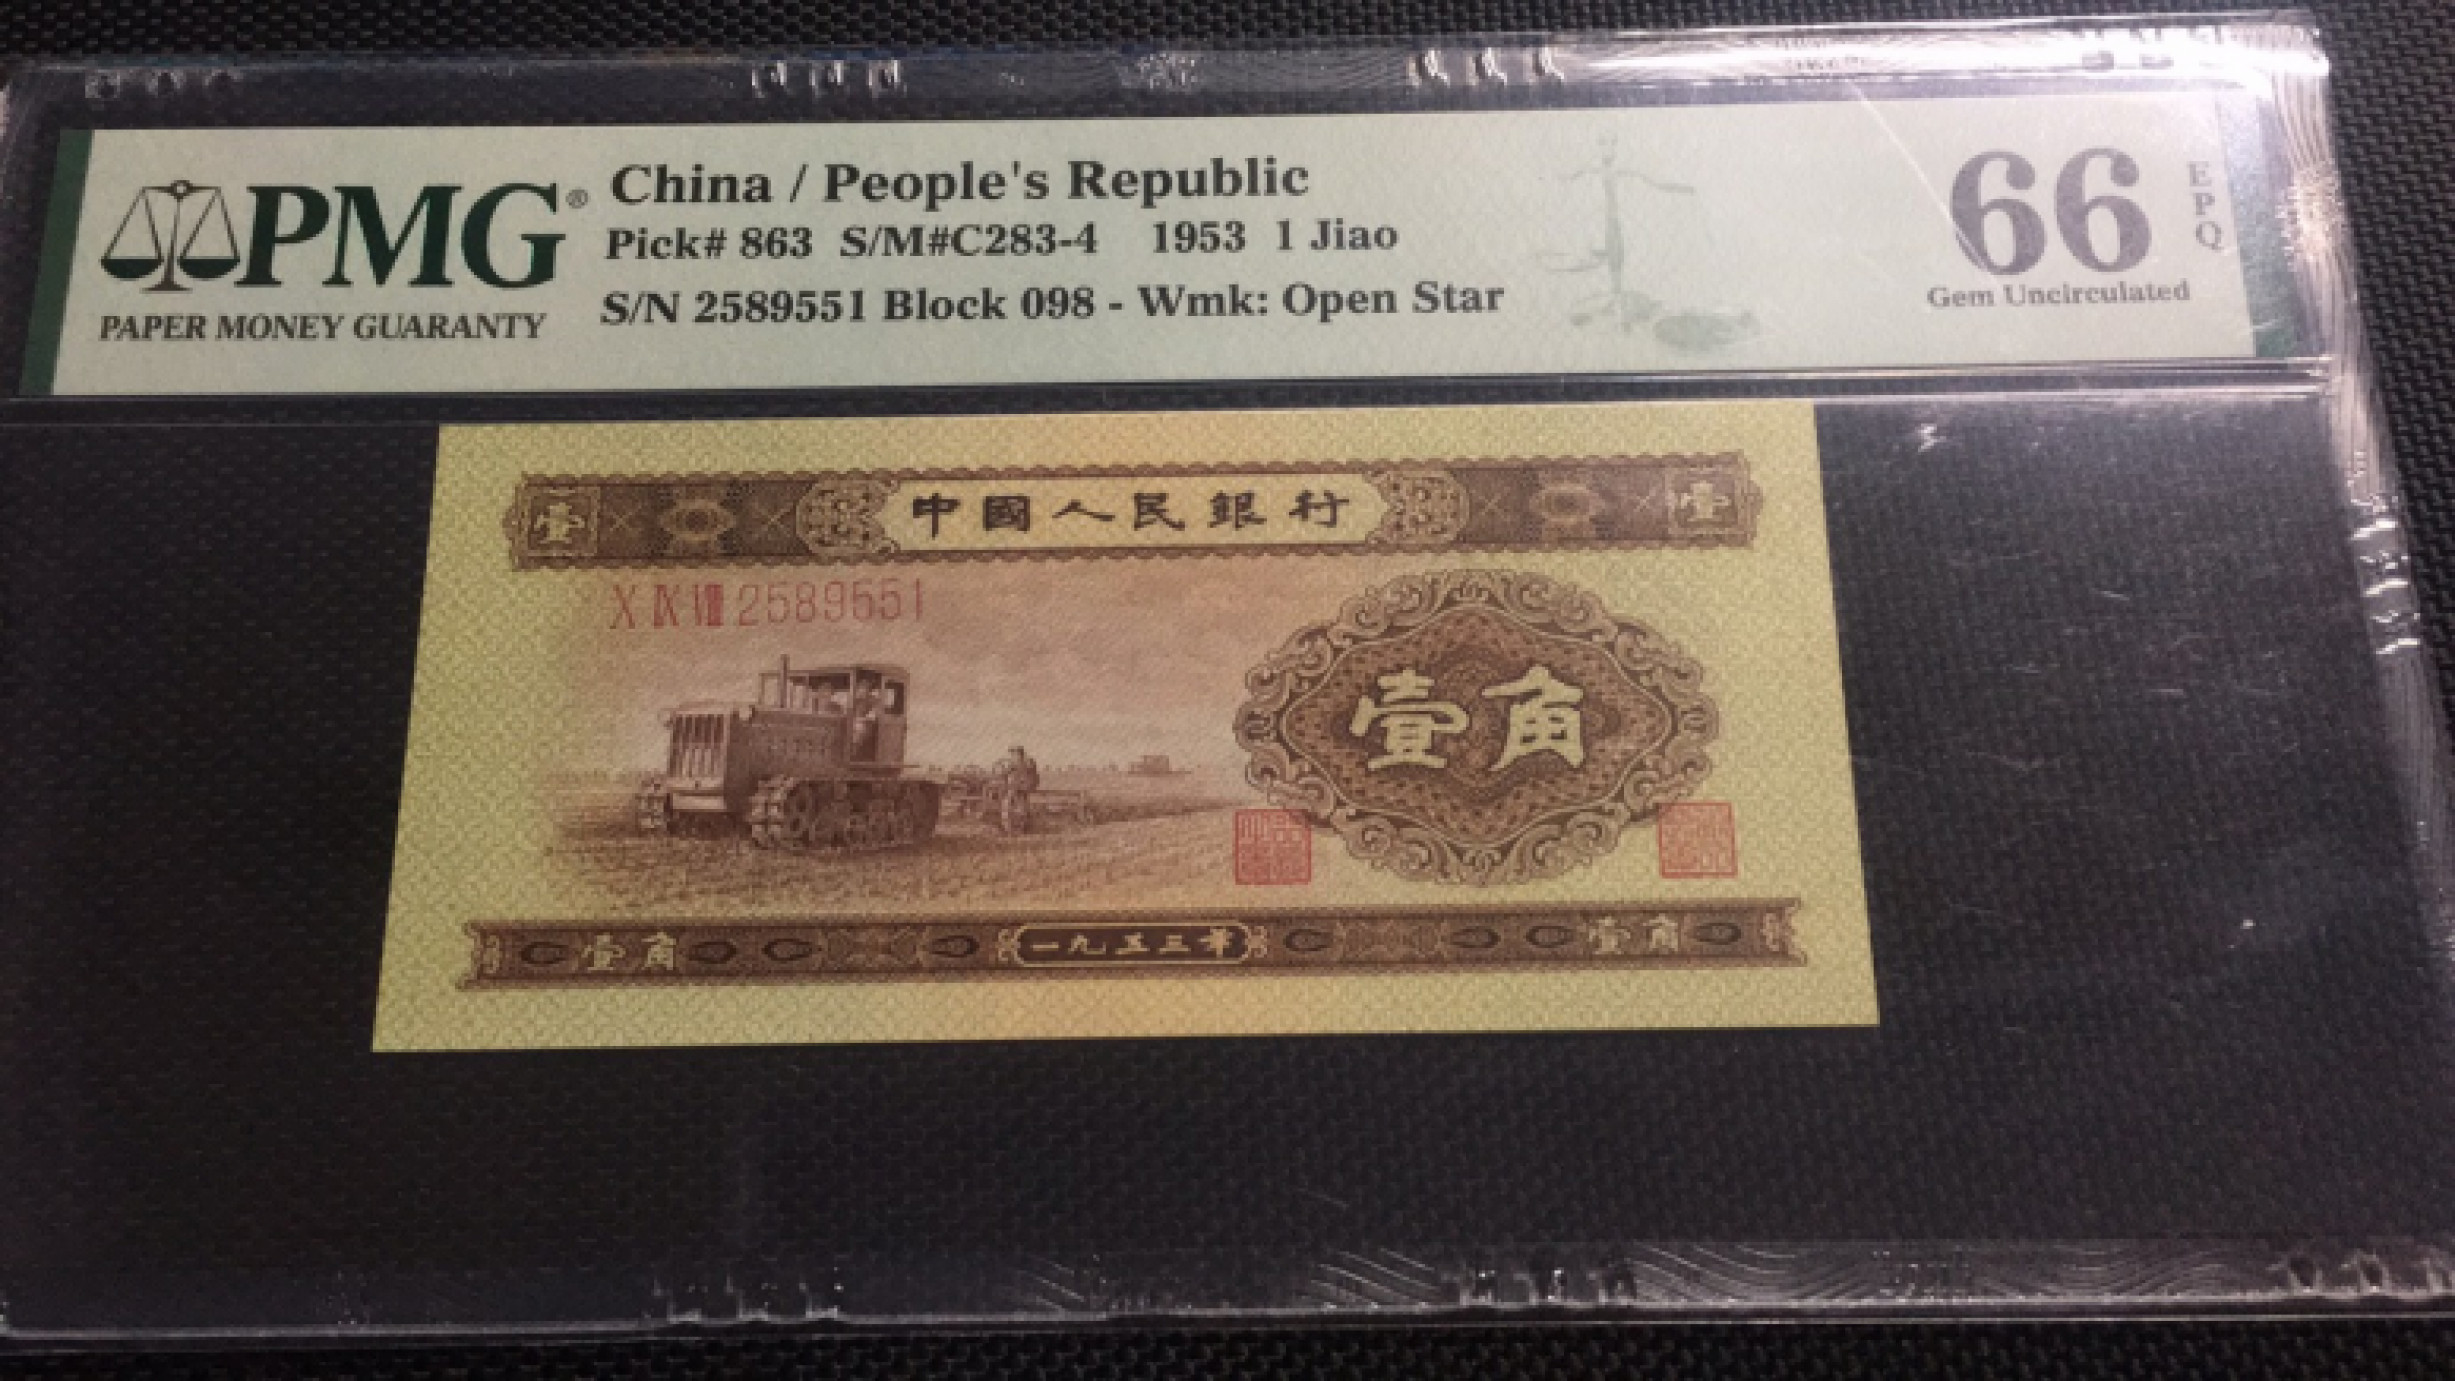 PMG®
PAPER MONEY GUARANTY
China / People's Republic
Pick# 863 S/M#C283-4 1953 1 Jiao
S/N 2589551 Block 098 - Wmk: Open Star
66 EPQ
Gem Uncirculated
壹 中國人民銀行 壹
X IX VIII 2589551
壹角
壹角 一九五三年 壹角